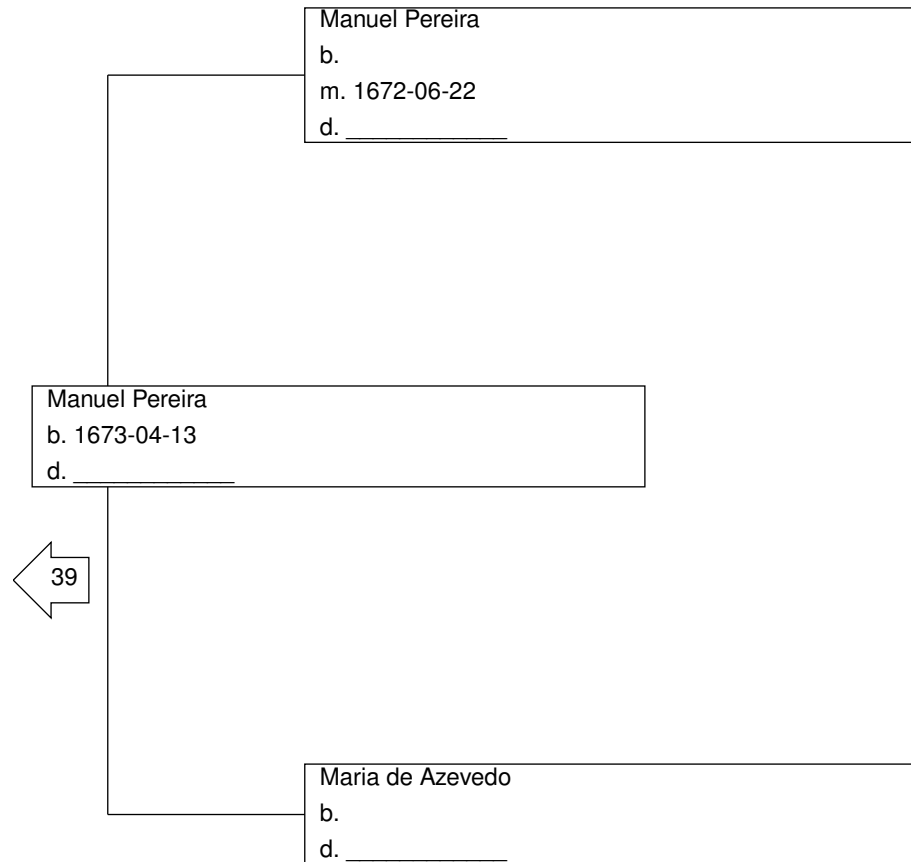 Manuel Pereira
b.
m. 1672-06-22
d. ____________
Manuel Pereira
b. 1673-04-13
d. ____________
39
Maria de Azevedo
b.
d. ____________